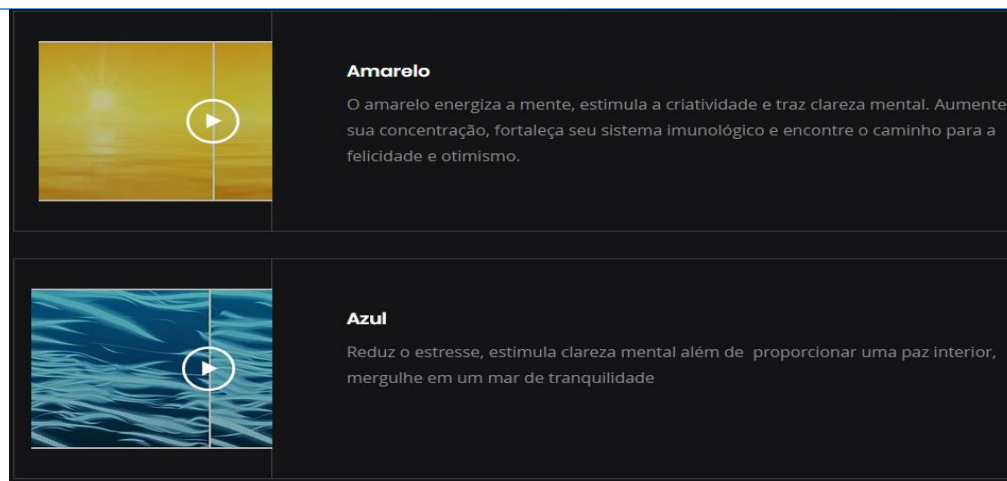 Amarelo
O amarelo energiza a mente, estimula a criatividade e traz clareza mental. Aumente
sua concentração, fortaleça seu sistema imunológico e encontre o caminho para a
felicidade e otimismo.
Azul
Reduz o estresse, estimula clareza mental além de  proporcionar uma paz interior,
mergulhe em um mar de tranquilidade